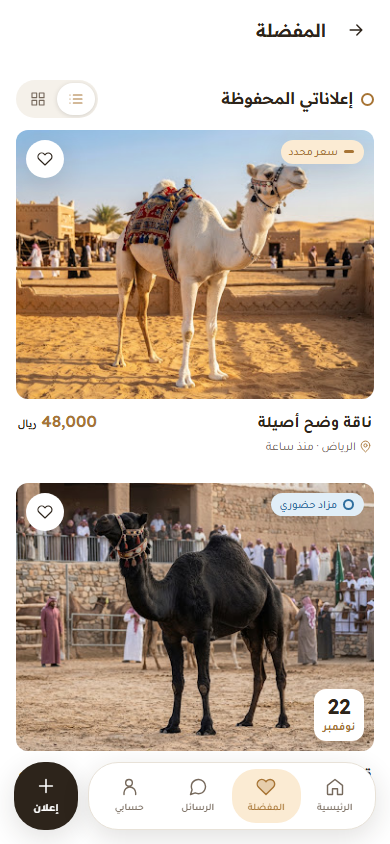 المفضلة
إعلاناتي المحفوظة
سعر محدد
ناقة وضح أصيلة
48,000 ريال
الرياض · منذ ساعة
مزاد حضوري
22
نوفمبر
الرئيسية
المفضلة
الرسائل
حسابي
إعلان